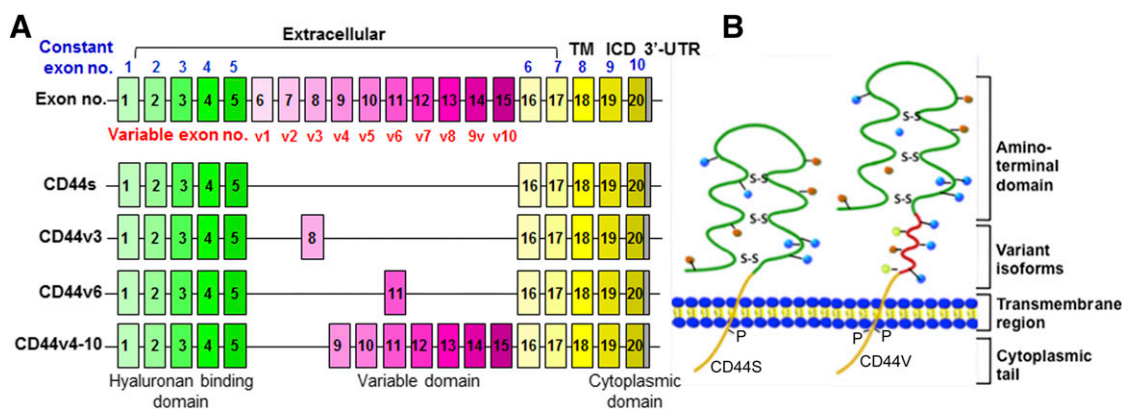 A
Extracellular
TM ICD 3'-UTR
Constant
exon no.
1 2 3 4 5 6 7 8 9 10
Exon no.
1 2 3 4 5 6 7 8 9 10 11 12 13 14 15 16 17 18 19 20
Variable exon no. v1 v2 v3 v4 v5 v6 v7 v8 9v v10
CD44s
1 2 3 4 5 16 17 18 19 20
CD44v3
1 2 3 4 5 8 16 17 18 19 20
CD44v6
1 2 3 4 5 11 16 17 18 19 20
CD44v4-10
1 2 3 4 5 9 10 11 12 13 14 15 16 17 18 19 20
Hyaluronan binding
domain
Variable domain
Cytoplasmic
domain
B
S-S
S-S
S-S
S-S
S-S
S-S
Amino-
terminal
domain
Variant
isoforms
Transmembrane
region
P
P
P
CD44S
CD44V
Cytoplasmic
tail